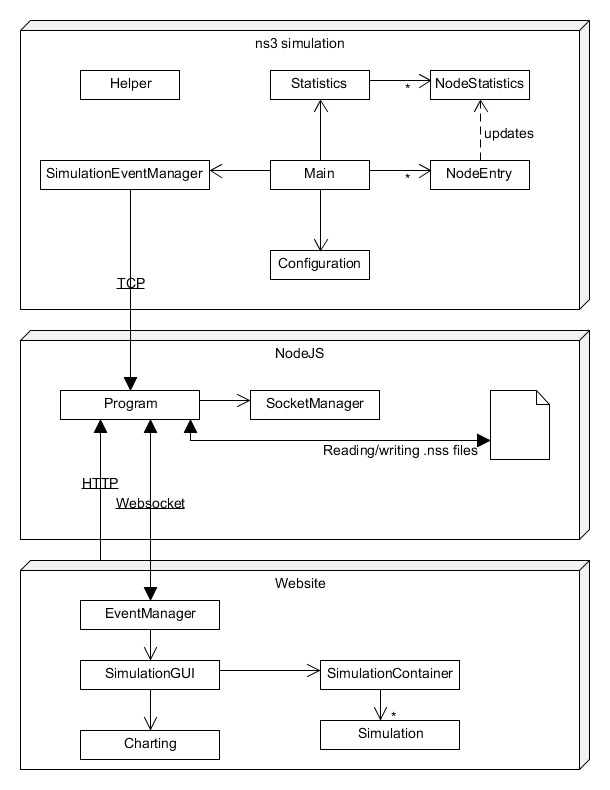 ns3 simulation
Helper
Statistics
*
NodeStatistics
updates
SimulationEventManager
Main
*
NodeEntry
Configuration
TCP
NodeJS
Program
SocketManager
Reading/writing .nss files
HTTP
Websocket
Website
EventManager
SimulationGUI
SimulationContainer
*
Simulation
Charting